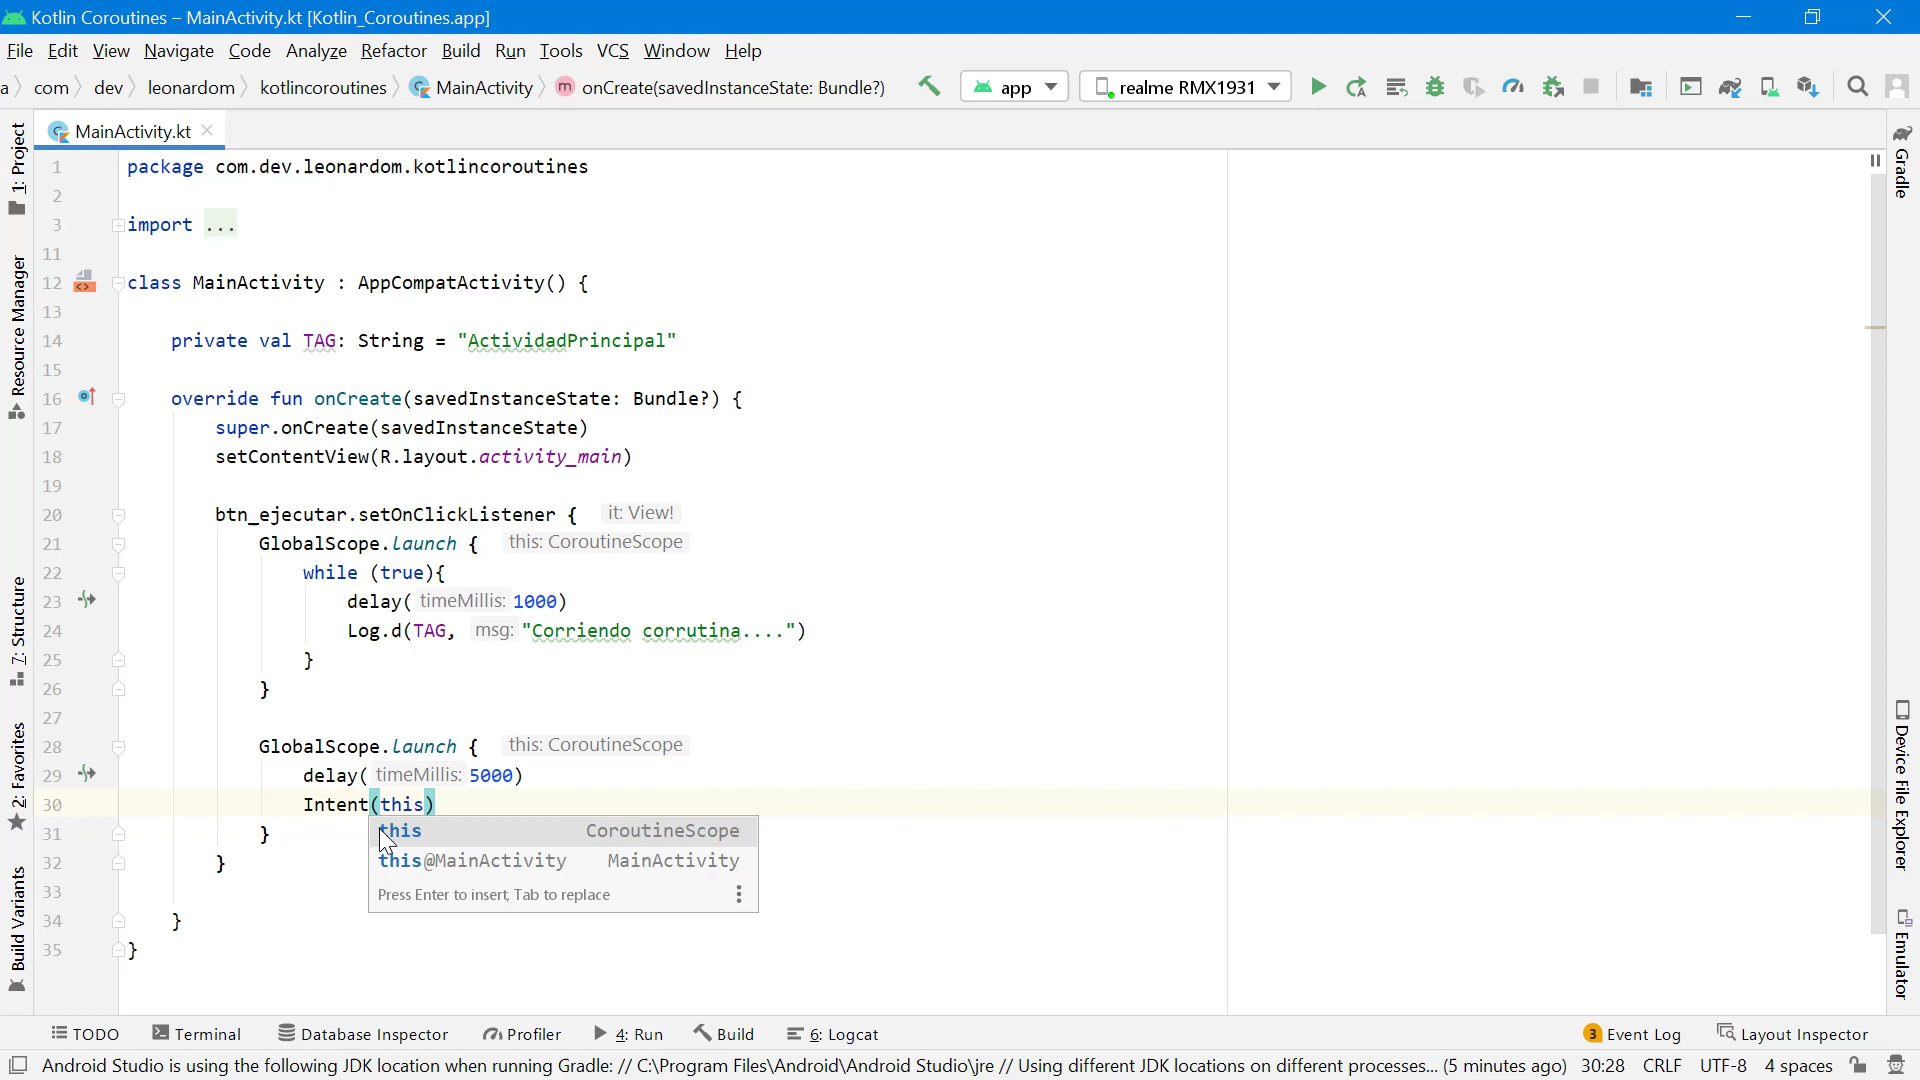 Kotlin Coroutines – MainActivity.kt [Kotlin_Coroutines.app]
File Edit View Navigate Code Analyze Refactor Build Run Tools VCS Window Help
a com dev leonardom kotlincoroutines MainActivity m onCreate(savedInstanceState: Bundle?) app realme RMX1931
MainActivity.kt
1: Project
Resource Manager
7: Structure
2: Favorites
Build Variants
1 package com.dev.leonardom.kotlincoroutines
2
3 import ...
11
12 class MainActivity : AppCompatActivity() {
13
14 private val TAG: String = "ActividadPrincipal"
15
16 override fun onCreate(savedInstanceState: Bundle?) {
17 super.onCreate(savedInstanceState)
18 setContentView(R.layout.activity_main)
19
20 btn_ejecutar.setOnClickListener { it: View!
21 GlobalScope.launch { this: CoroutineScope
22 while (true){
23 delay( timeMillis: 1000)
24 Log.d(TAG, msg: "Corriendo corrutina....")
25 }
26 }
27
28 GlobalScope.launch { this: CoroutineScope
29 delay( timeMillis: 5000)
30 Intent(this)
31 }
32 }
33
34 }
35 }
this CoroutineScope
this@MainActivity MainActivity
Press Enter to insert, Tab to replace
Gradle
Device File Explorer
Emulator
TODO Terminal Database Inspector Profiler 4: Run Build 6: Logcat 3 Event Log Layout Inspector
Android Studio is using the following JDK location when running Gradle: // C:\Program Files\Android\Android Studio\jre // Using different JDK locations on different processes... (5 minutes ago) 30:28 CRLF UTF-8 4 spaces